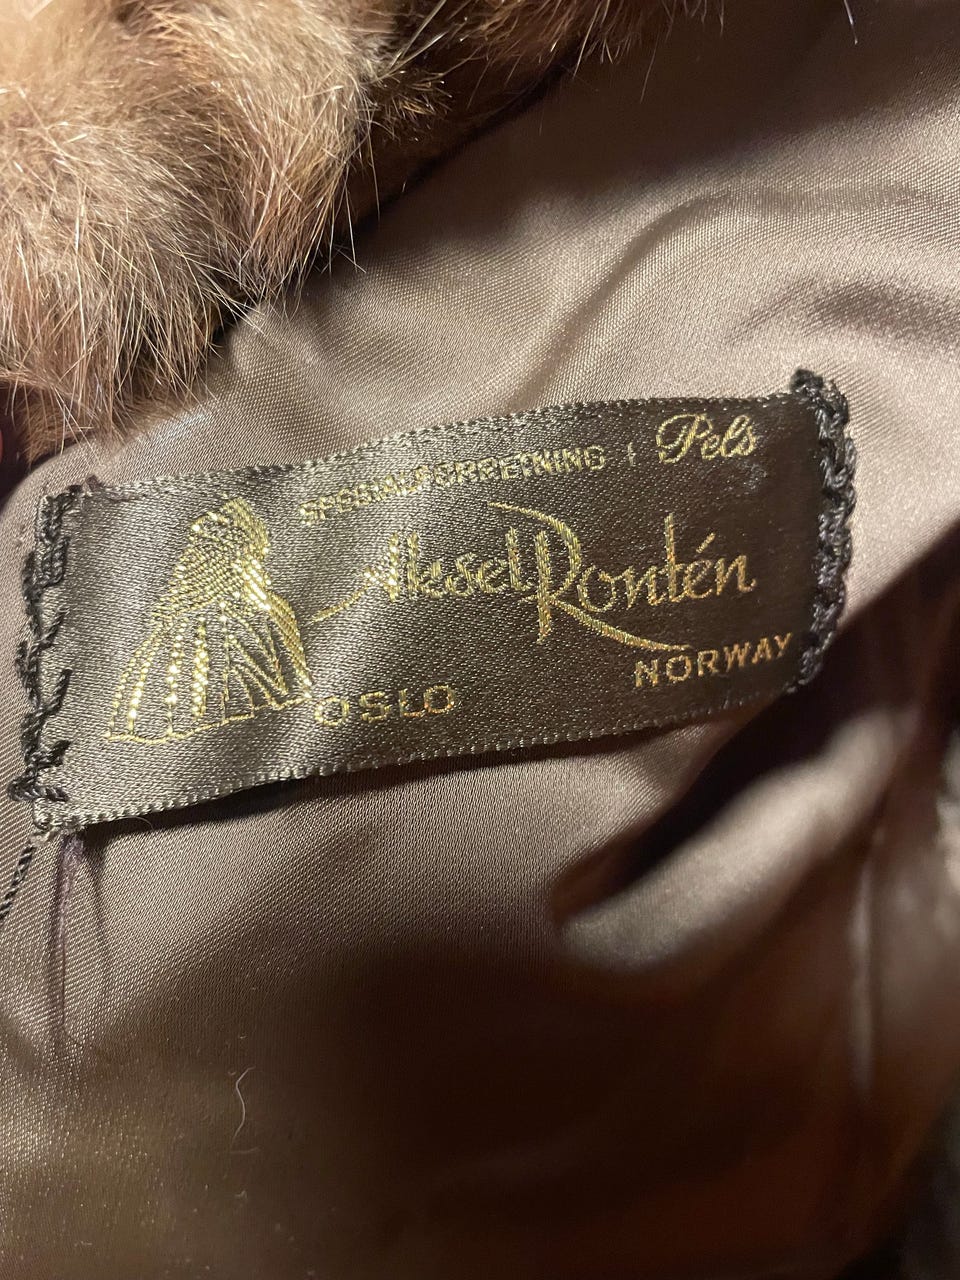 SPESIALFORRETNING I Pels
Aksel Rontén
OSLO NORWAY